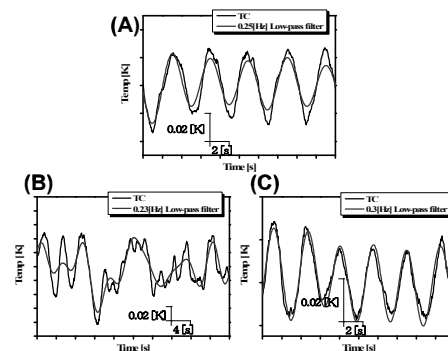 (A)
TC
0.25[Hz] Low-pass filter
Temp [K]
0.02 [K]
2 [s]
Time [s]
(B)
TC
0.23[Hz] Low-pass filter
Temp [K]
0.02 [K]
4 [s]
Time [s]
(C)
TC
0.3[Hz] Low-pass filter
Temp [K]
0.02 [K]
2 [s]
Time [s]